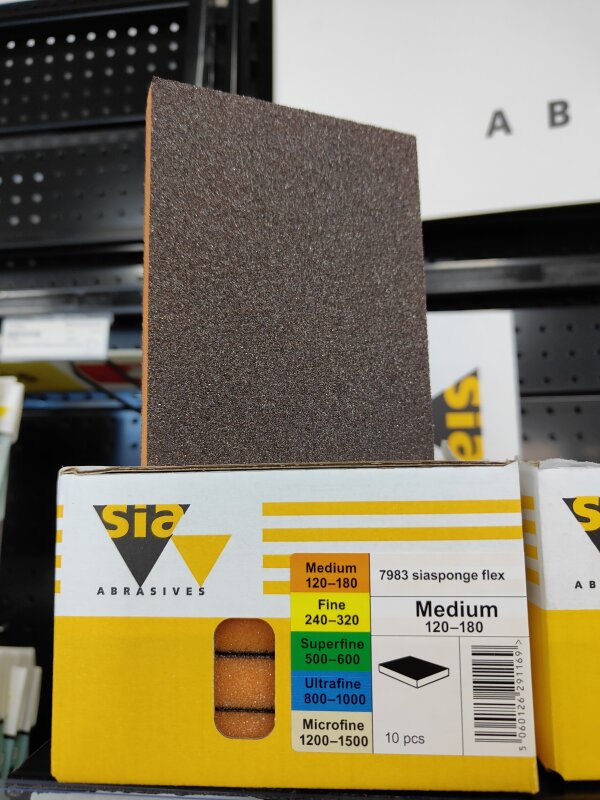 A B
sia
sia
ABRASIVES
Medium
120–180
Fine
240–320
Superfine
500–600
Ultrafine
800–1000
Microfine
1200–1500
7983 siasponge flex
Medium
120–180
10 pcs
5 060126 291169 >
si
A B